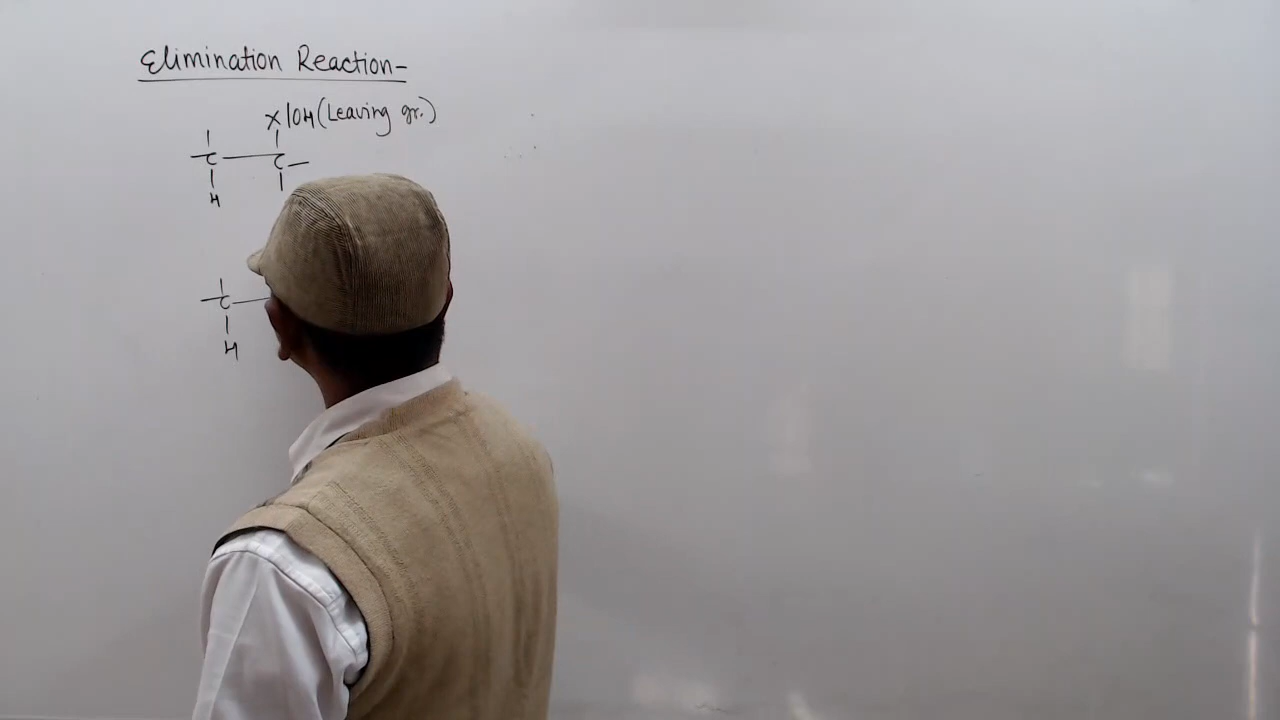 Elimination Reaction-
X/OH (Leaving gr.)
C C
H
C
H